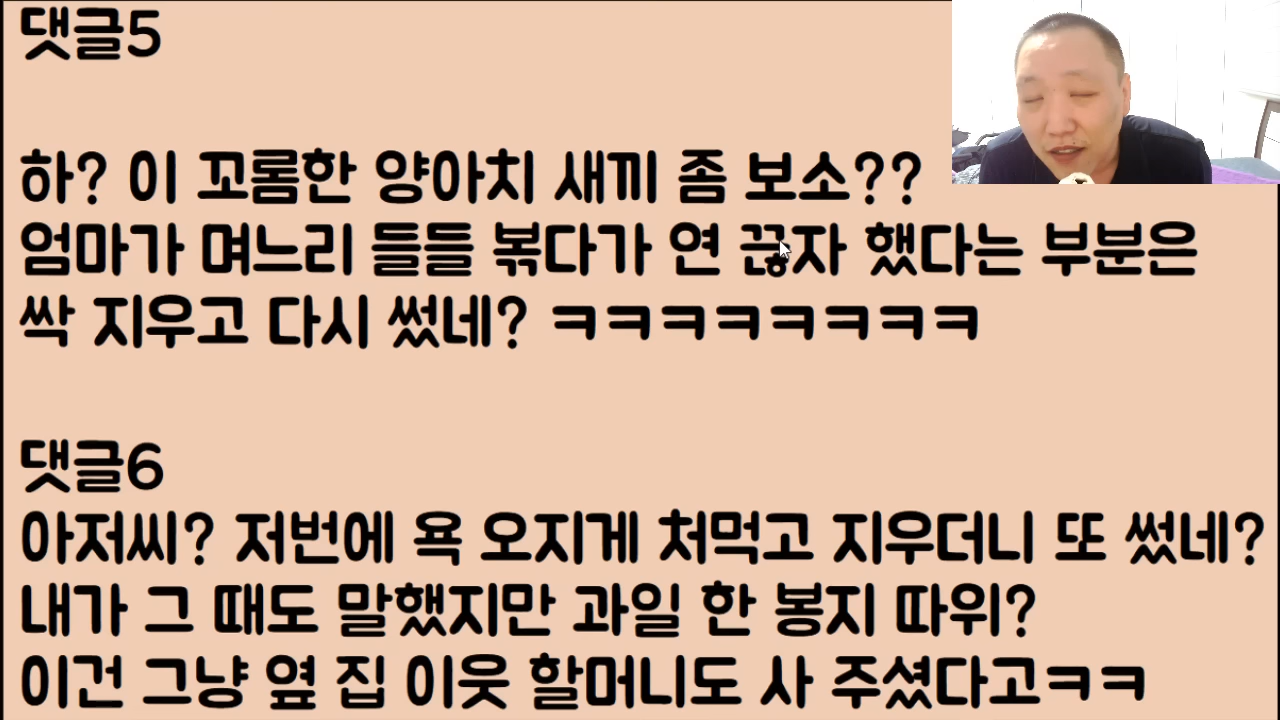 댓글5
하? 이 꼬롬한 양아치 새끼 좀 보소??
엄마가 며느리 들들 볶다가 연 끊자 했다는 부분은
싹 지우고 다시 썼네? ㅋㅋㅋㅋㅋㅋㅋㅋ
댓글6
아저씨? 저번에 욕 오지게 처먹고 지우더니 또 썼네?
내가 그 때도 말했지만 과일 한 봉지 따위?
이건 그냥 옆 집 이웃 할머니도 사 주셨다고ㅋㅋ